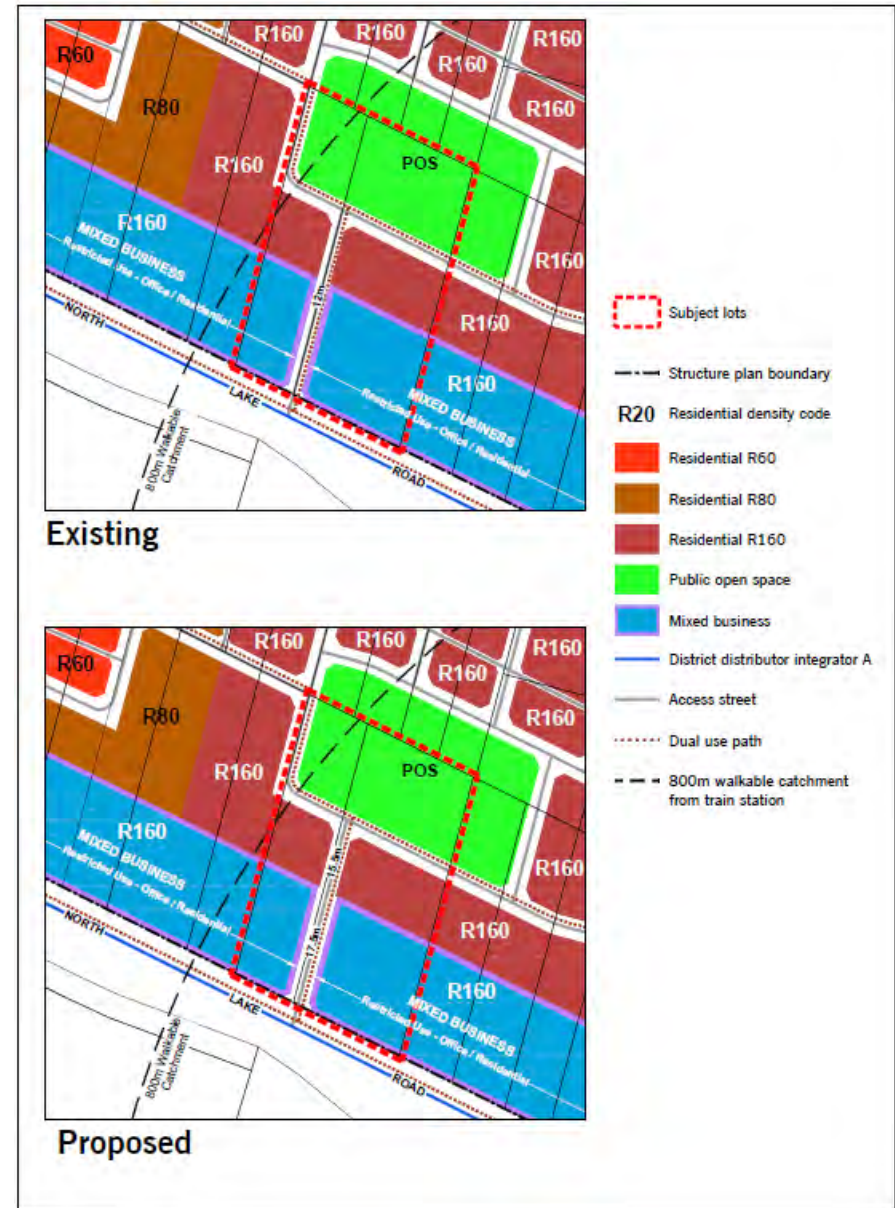 R160
R160
R160
R160
R60
R80
R160
R160
POS
R160
R160
MIXED BUSINESS
Restricted Use - Office / Residential
12m
R160
R160
MIXED BUSINESS
Restricted Use - Office / Residential
NORTH
LAKE
ROAD
800m Walkable
Catchment
Existing
Subject lots
Structure plan boundary
R20 Residential density code
Residential R60
Residential R80
Residential R160
Public open space
Mixed business
District distributor integrator A
Access street
Dual use path
800m walkable catchment
from train station
R160
R160
R160
R160
R60
R80
R160
R160
POS
R160
R160
MIXED BUSINESS
Restricted Use - Office / Residential
15.5m
17.5m
R160
R160
MIXED BUSINESS
Restricted Use - Office / Residential
NORTH
LAKE
ROAD
800m Walkable
Catchment
Proposed